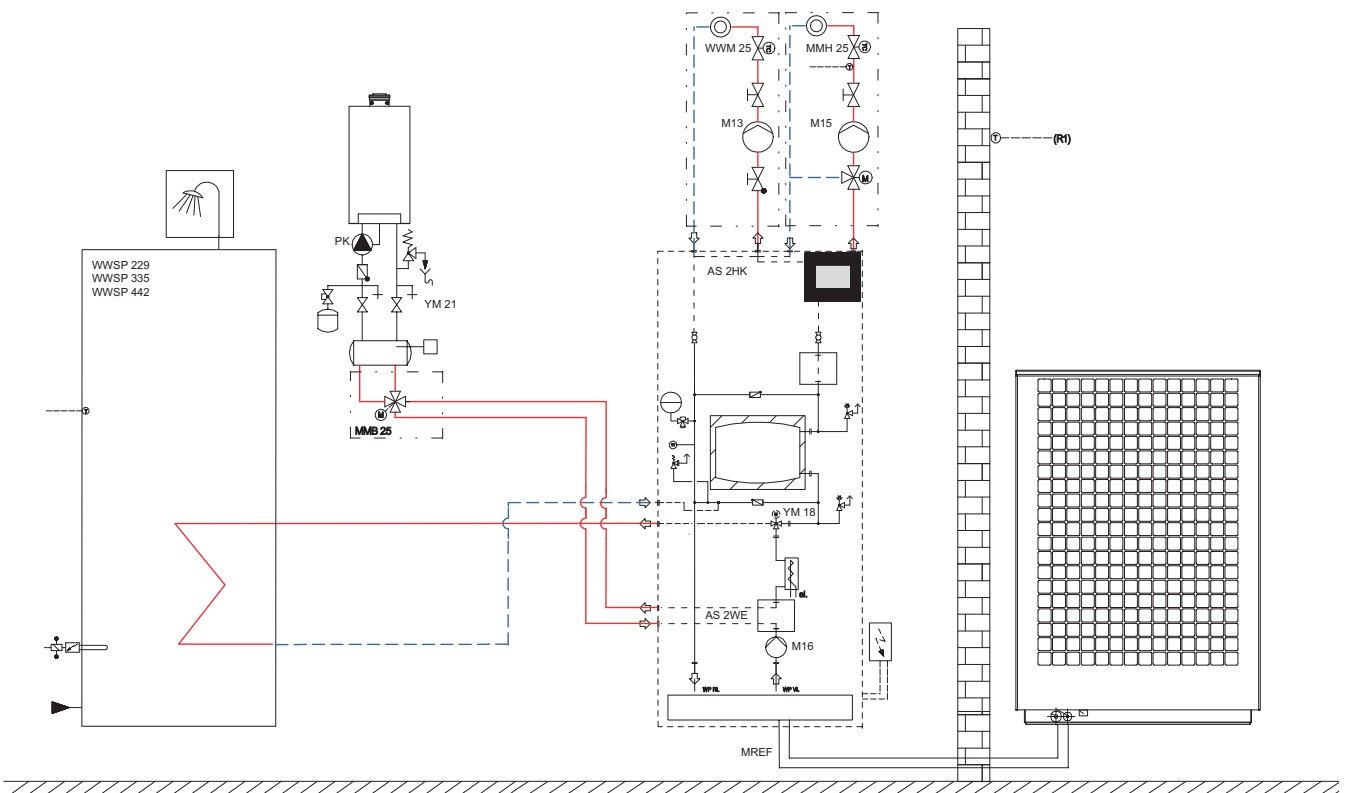 WWM 25
MMH 25
M13
M15
(R1)
T
T
M
PK
WWSP 229
WWSP 335
WWSP 442
AS 2HK
YM 21
T
M
MMB 25
YM 18
el.
AS 2WE
M16
WP RL
WP VL
MREF